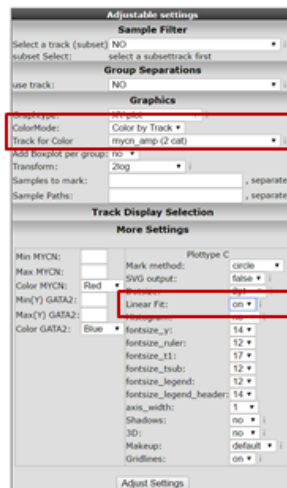 Adjustable settings
Sample Filter
Select a track (subset) NO
subset Select: select a subsettrack first
Group Separations
use track: NO
Graphics
Graphtype: XY-plot
ColorMode: Color by Track
Track for Color mycn_amp (2 cat)
Add Boxplot per group: no
Transform: 2log
Samples to mark: , separate
Sample Paths: , separate
Track Display Selection
More Settings
Min MYCN:
Max MYCN:
Color MYCN: Red
Min(Y) GATA2:
Max(Y) GATA2:
Color GATA2: Blue
Plottype C
Mark method: circle
SVG output: false
Linear Fit: on
fontsize_y: 14
fontsize_ruler: 12
fontsize_t1: 17
fontsize_tsub: 12
fontsize_legend: 12
fontsize_legend_header: 14
axis_width: 1
Shadows: no
3D: no
Makeup: default
Gridlines: on
Adjust Settings